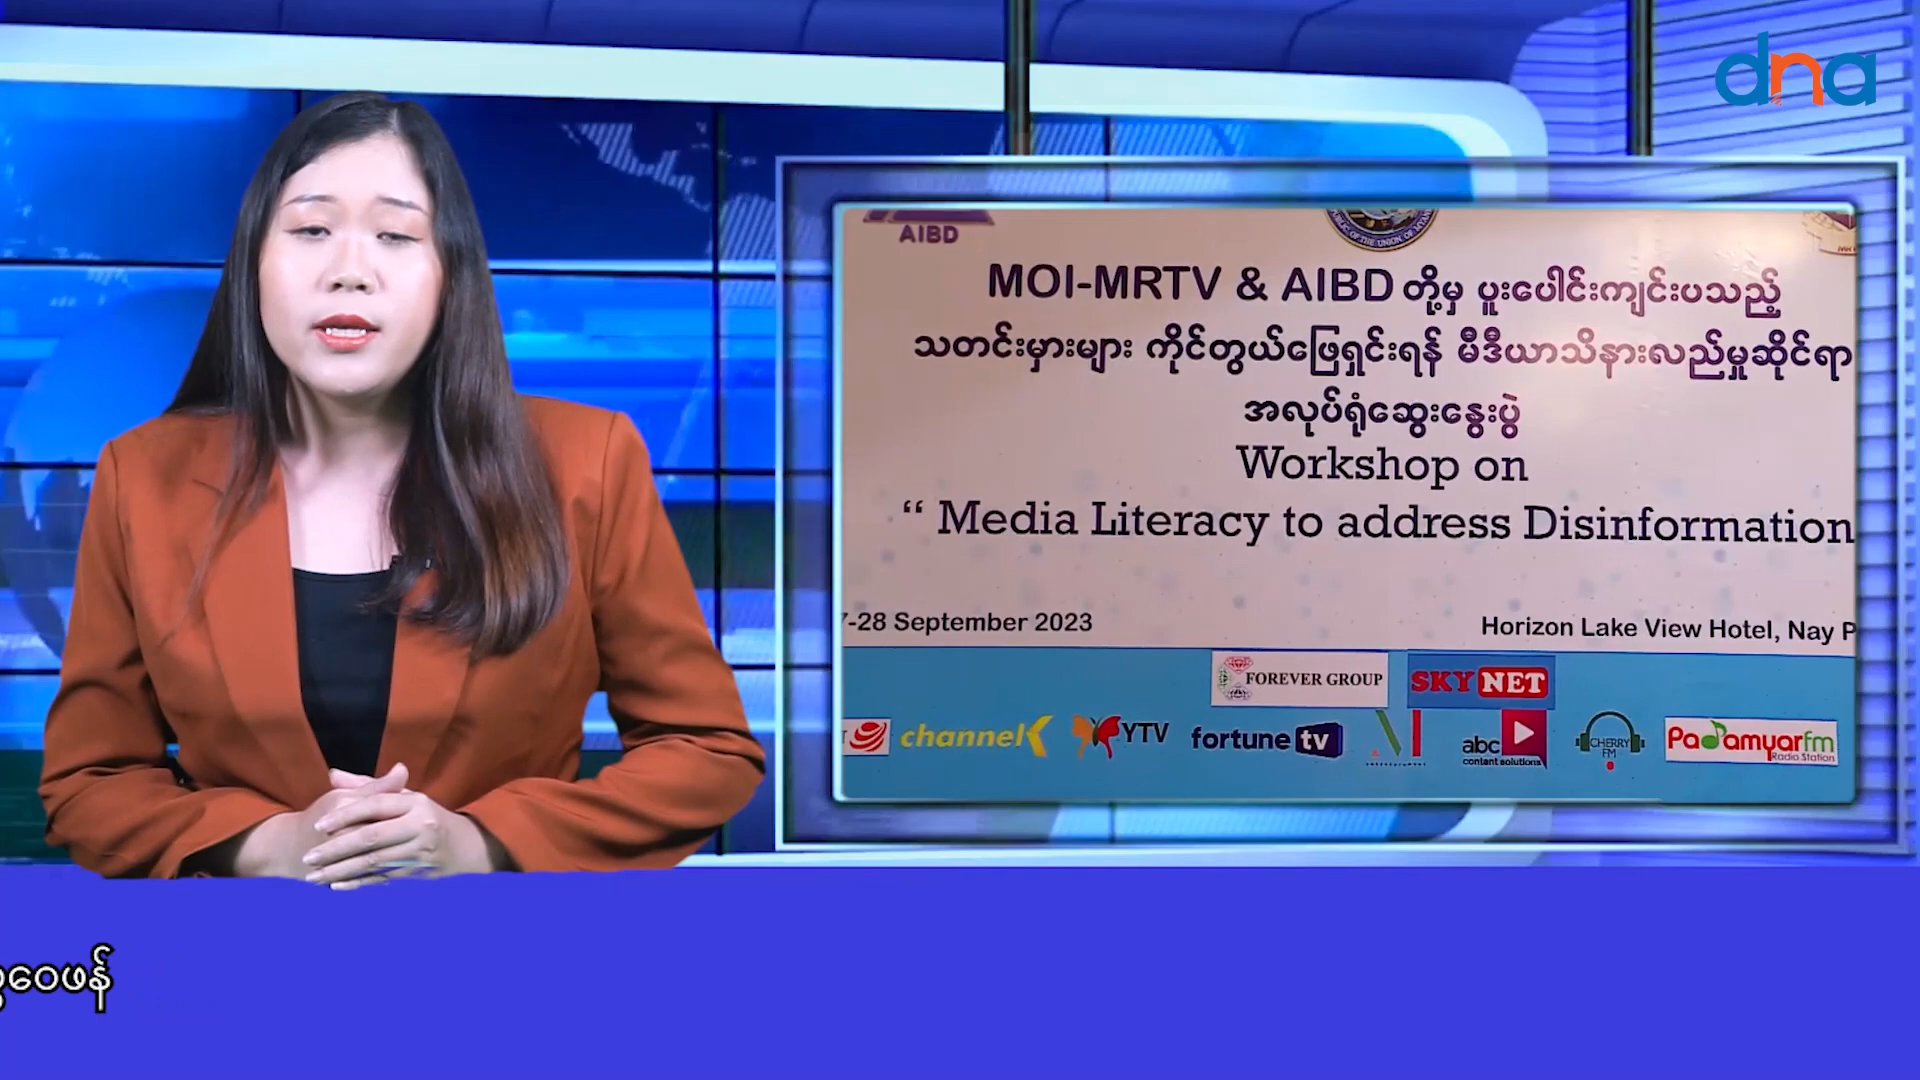 dna
AIBD
MOI-MRTV & AIBD တို့မှ ပူးပေါင်းကျင်းပသည့်
သတင်းမှားများ ကိုင်တွယ်ဖြေရှင်းရန် မီဒီယာသိနားလည်မှုဆိုင်ရာ
အလုပ်ရုံဆွေးနွေးပွဲ
Workshop on
“ Media Literacy to address Disinformation
7-28 September 2023
Horizon Lake View Hotel, Nay P
FOREVER GROUP
SKY NET
channelK
YTV
fortune tv
abc
content solutions
CHERRY
FM
Padamyarfm
Radio Station
ဝေဖန်